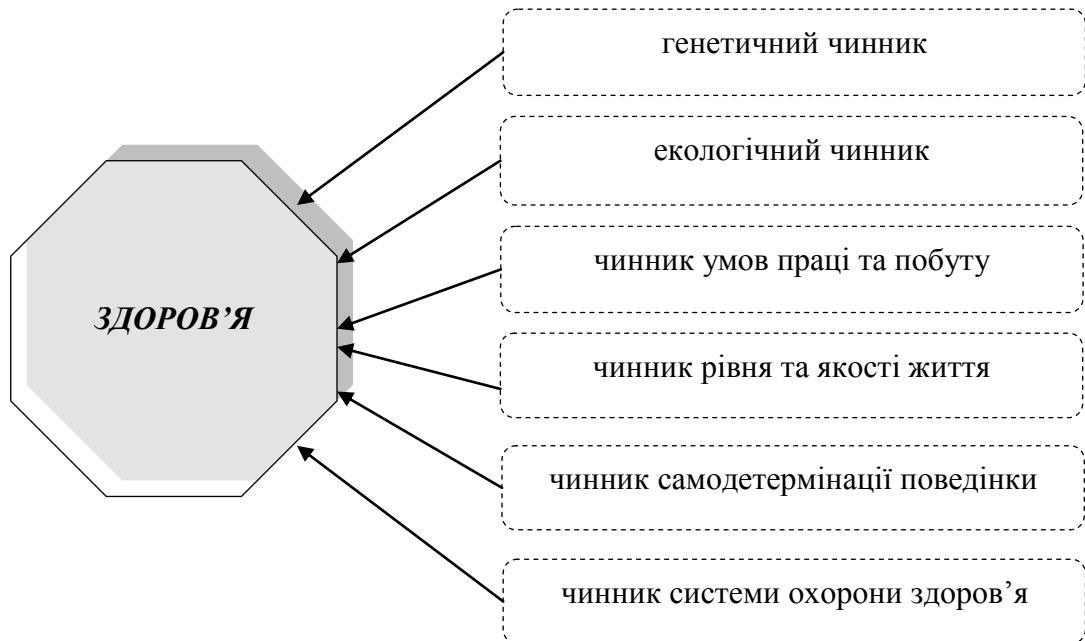 генетичний чинник
екологічний чинник
чинник умов праці та побуту
ЗДОРОВ’Я
чинник рівня та якості життя
чинник самодетермінації поведінки
чинник системи охорони здоров’я